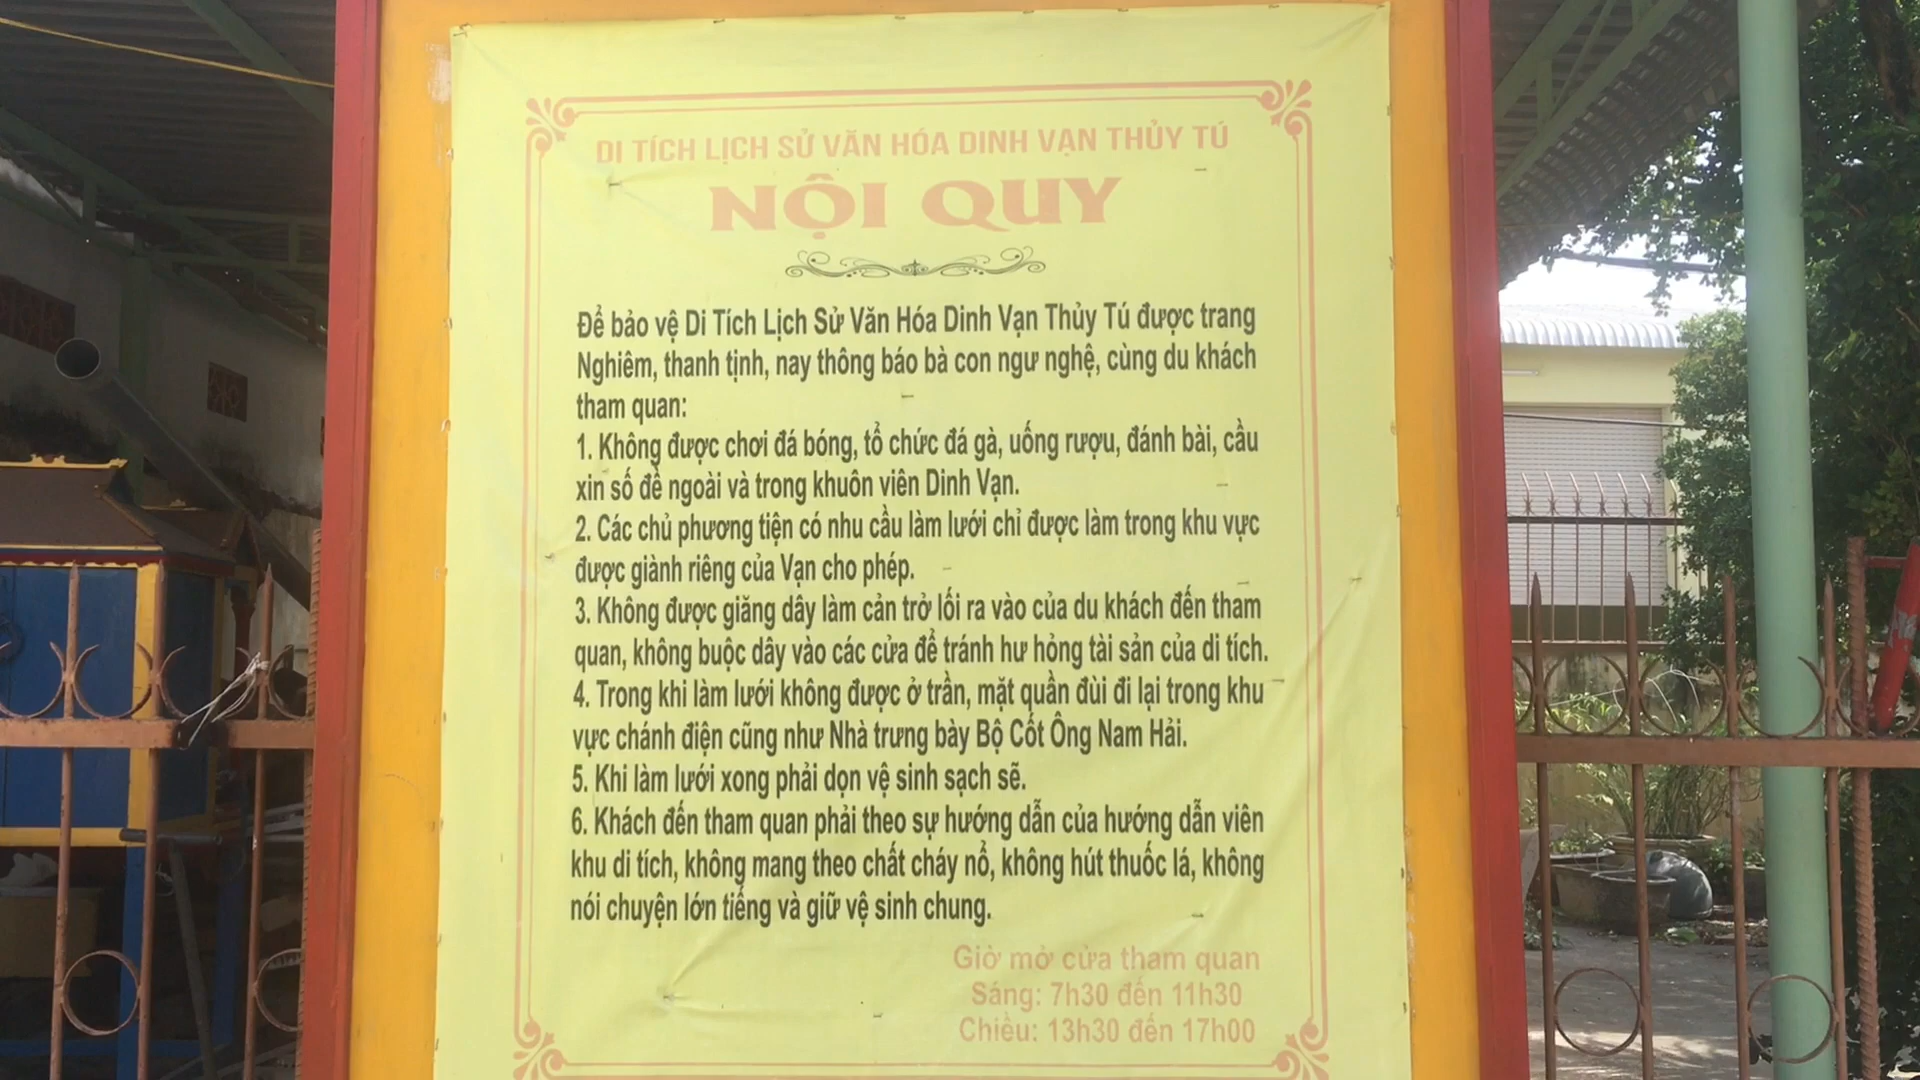 DI TÍCH LỊCH SỬ VĂN HÓA DINH VẠN THỦY TÚ
NỘI QUY
Để bảo vệ Di Tích Lịch Sử Văn Hóa Dinh Vạn Thủy Tú được trang
Nghiêm, thanh tịnh, nay thông báo bà con ngư nghệ, cùng du khách
tham quan:
1. Không được chơi đá bóng, tổ chức đá gà, uống rượu, đánh bài, cầu
xin số đề ngoài và trong khuôn viên Dinh Vạn.
2. Các chủ phương tiện có nhu cầu làm lưới chỉ được làm trong khu vực
được giành riêng của Vạn cho phép.
3. Không được giăng dây làm cản trở lối ra vào của du khách đến tham
quan, không buộc dây vào các cửa để tránh hư hỏng tài sản của di tích.
4. Trong khi làm lưới không được ở trần, mặt quần đùi đi lại trong khu
vực chánh điện cũng như Nhà trưng bày Bộ Cốt Ông Nam Hải.
5. Khi làm lưới xong phải dọn vệ sinh sạch sẽ.
6. Khách đến tham quan phải theo sự hướng dẫn của hướng dẫn viên
khu di tích, không mang theo chất cháy nổ, không hút thuốc lá, không
nói chuyện lớn tiếng và giữ vệ sinh chung.
Giờ mở cửa tham quan
Sáng: 7h30 đến 11h30
Chiều: 13h30 đến 17h00